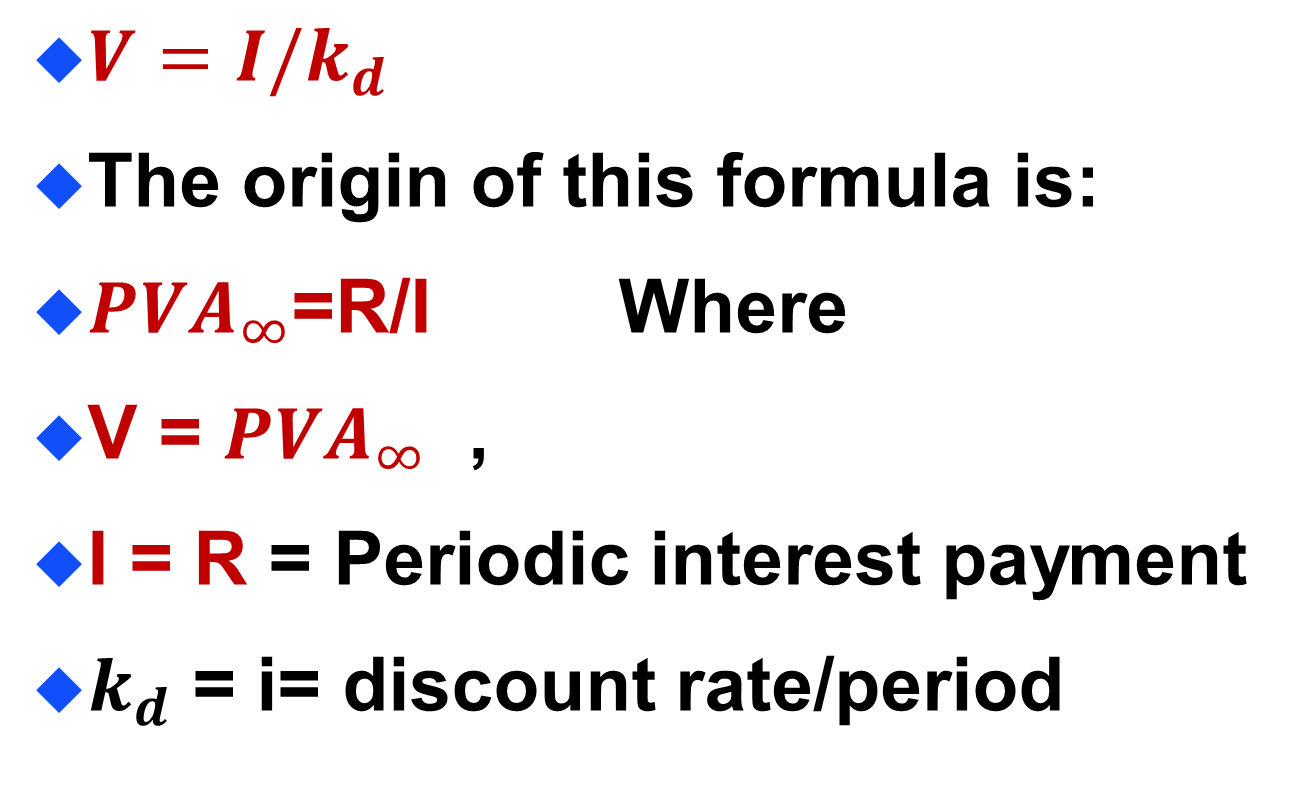 ◆V = I/k_d
◆The origin of this formula is:
◆PVA_∞=R/I Where
◆V = PVA_∞ ,
◆I = R = Periodic interest payment
◆k_d = i= discount rate/period